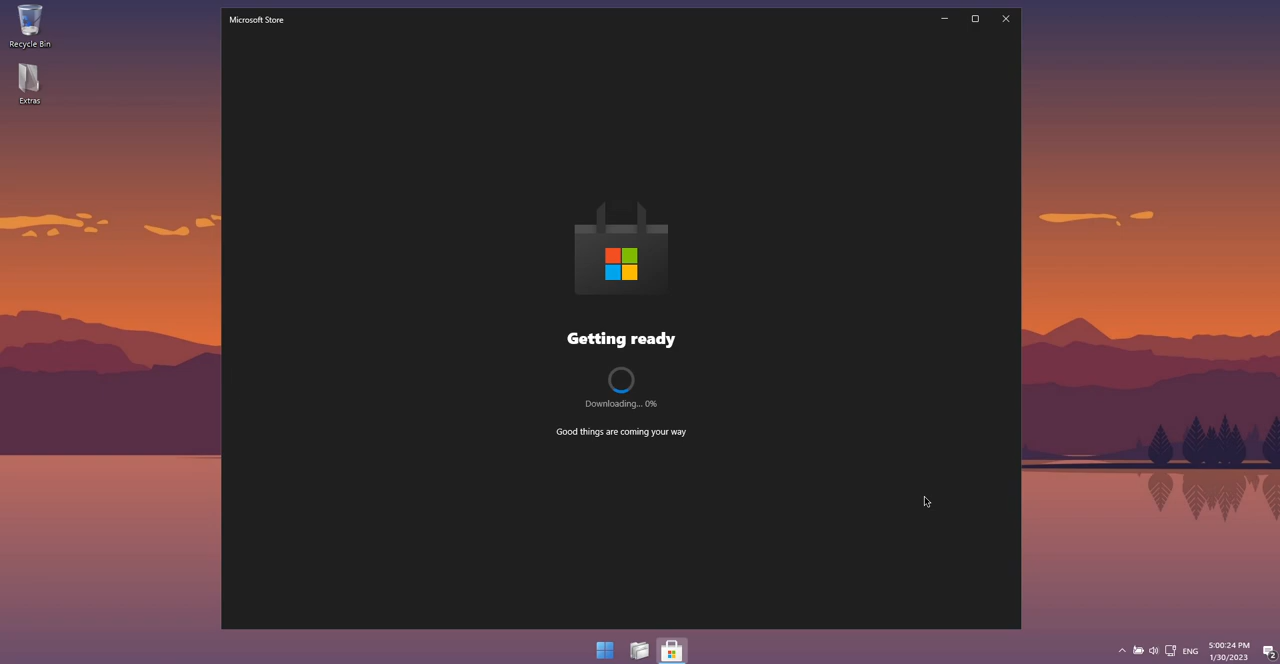 Microsoft Store
Recycle Bin
Extras
Getting ready
Downloading... 0%
Good things are coming your way
ENG
5:00:24 PM
1/30/2023
2